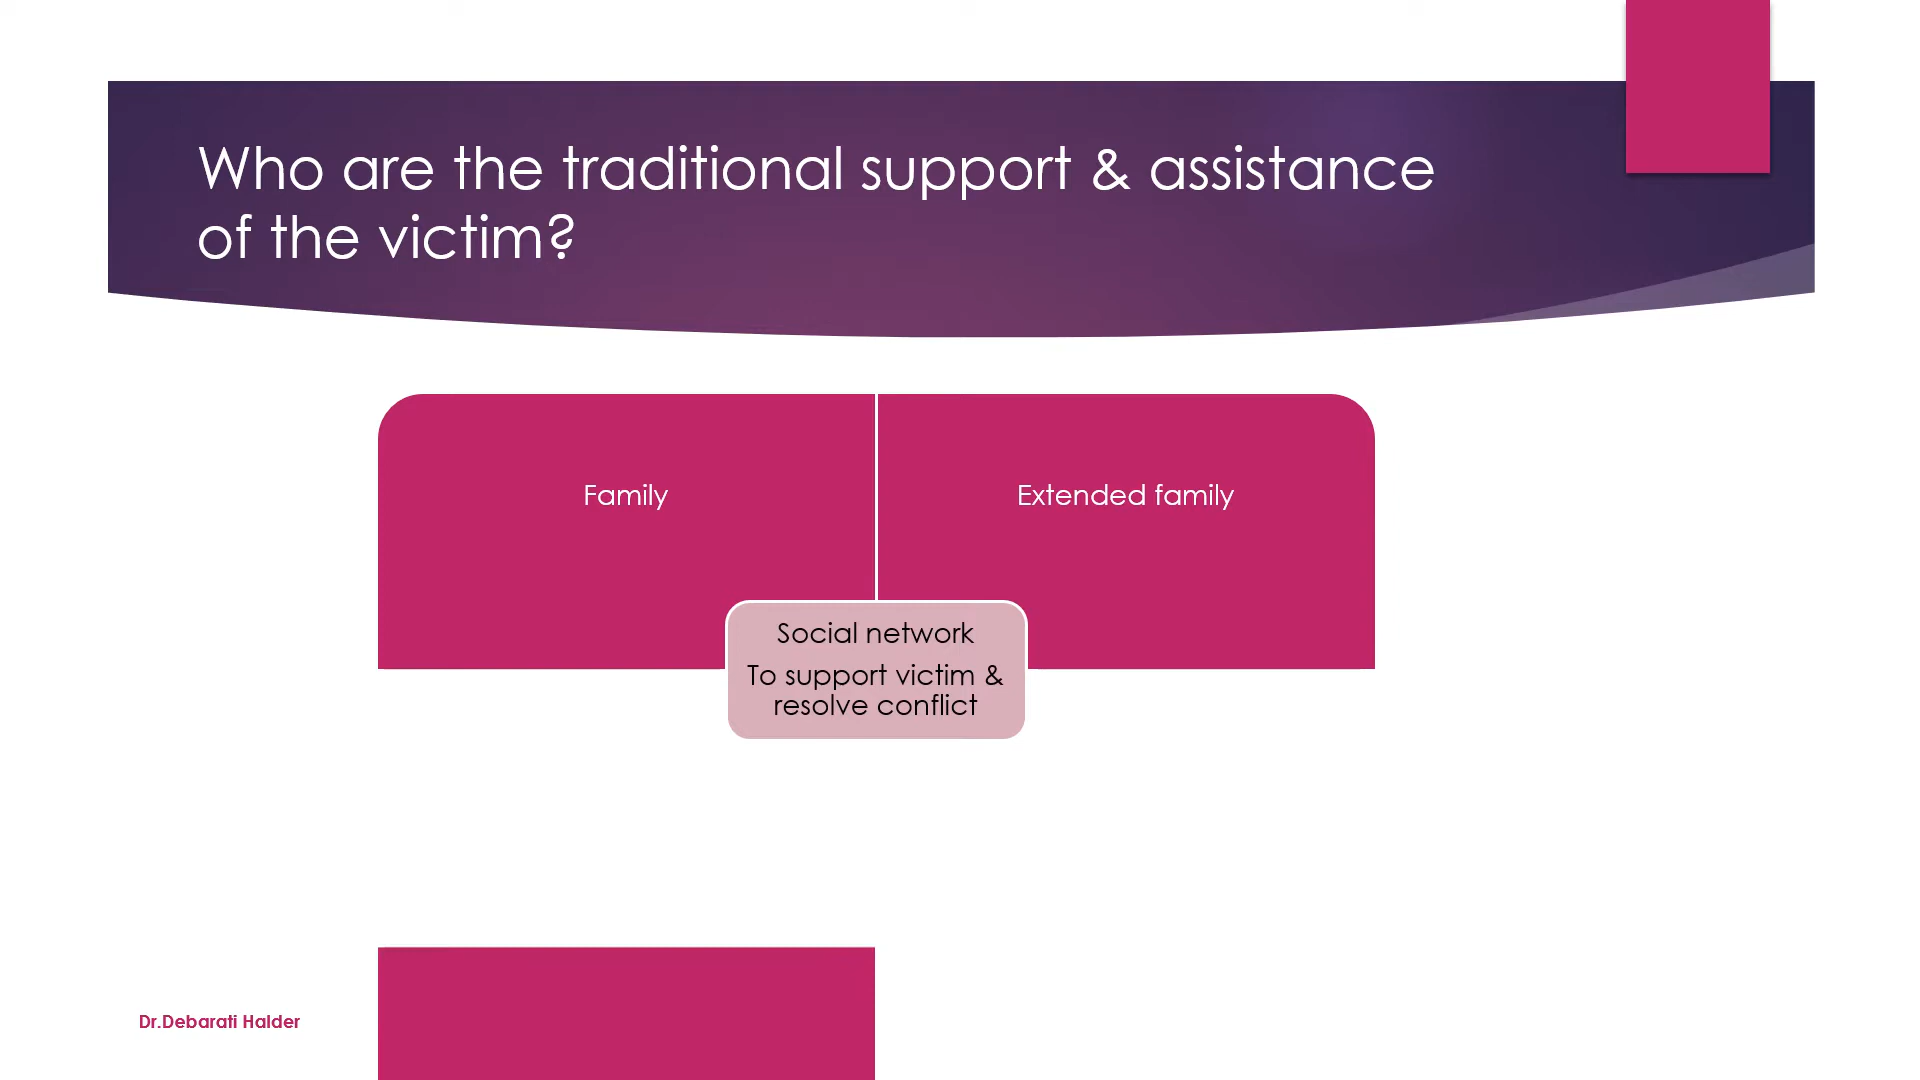 Who are the traditional support & assistance
of the victim?
Family
Extended family
Social network
To support victim &
resolve conflict
Dr.Debarati Halder